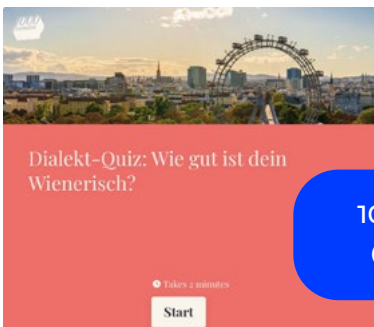 Dialekt-Quiz: Wie gut ist dein
Wienerisch?
Takes 2 minutes
Start